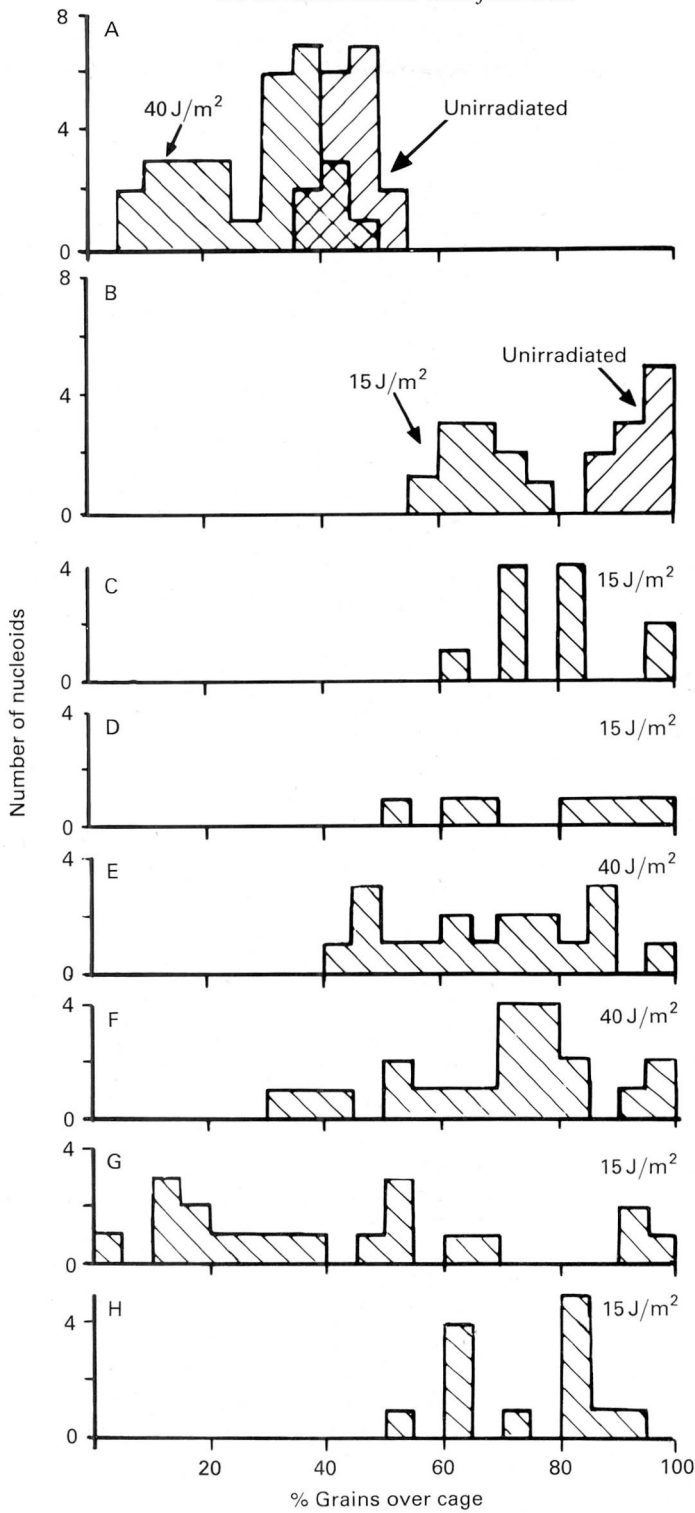 8
A
40 J/m²
Unirradiated
4
0
8
B
Unirradiated
15 J/m²
4
0
4
C
15 J/m²
0
4
D
15 J/m²
0
4
E
40 J/m²
0
4
F
40 J/m²
0
4
G
15 J/m²
0
H
15 J/m²
4
0
20
40
60
80
100
% Grains over cage
Number of nucleoids